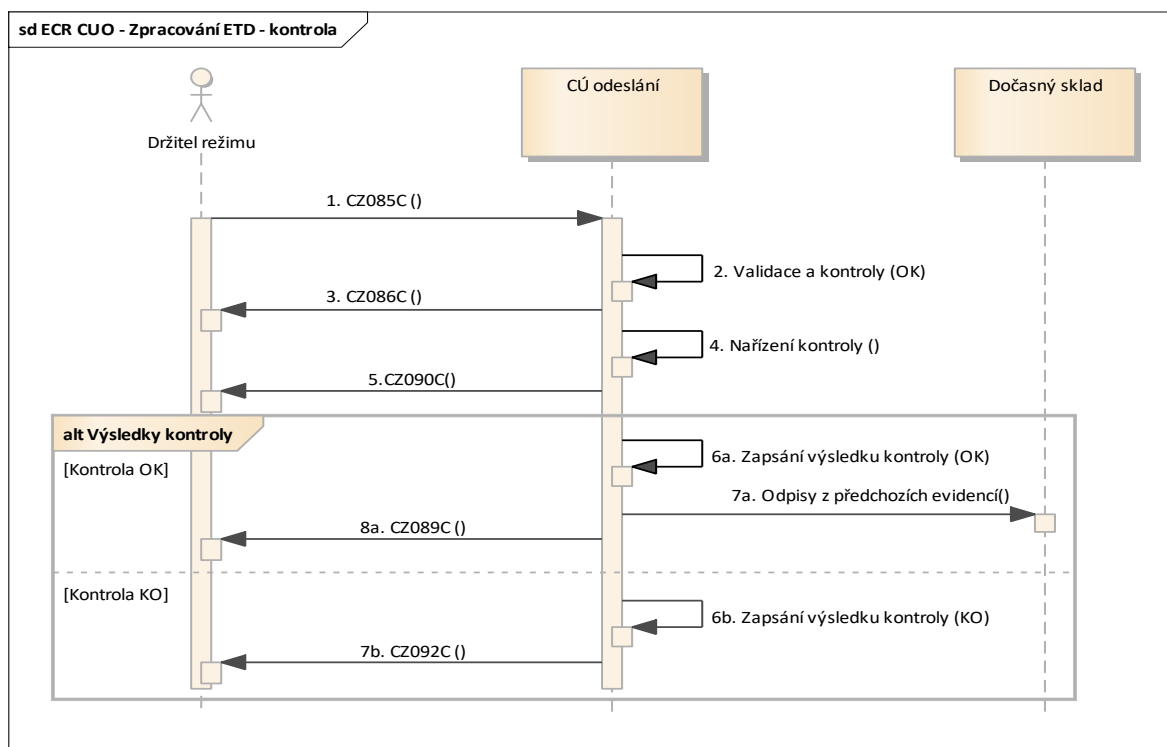 sd ECR CUO - Zpracování ETD - kontrola
Držitel režimu
CÚ odeslání
Dočasný sklad
1. CZ085C ()
2. Validace a kontroly (OK)
3. CZ086C ()
4. Nařízení kontroly ()
5.CZ090C()
alt Výsledky kontroly
[Kontrola OK]
6a. Zapsání výsledku kontroly (OK)
7a. Odpisy z předchozích evidencí()
8a. CZ089C ()
[Kontrola KO]
6b. Zapsání výsledku kontroly (KO)
7b. CZ092C ()